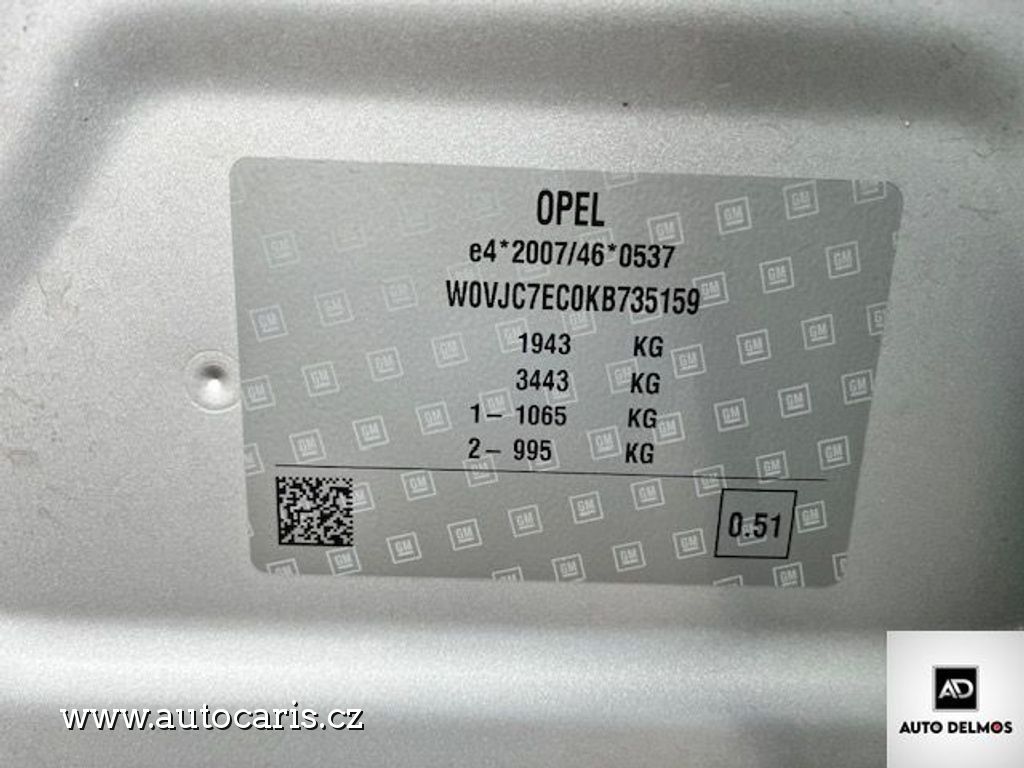 OPEL
e4*2007/46*0537
W0VJC7EC0KB735159
1943 KG
3443 KG
1- 1065 KG
2- 995 KG
0.51
www.autocaris.cz
AD
AUTO DELMOS